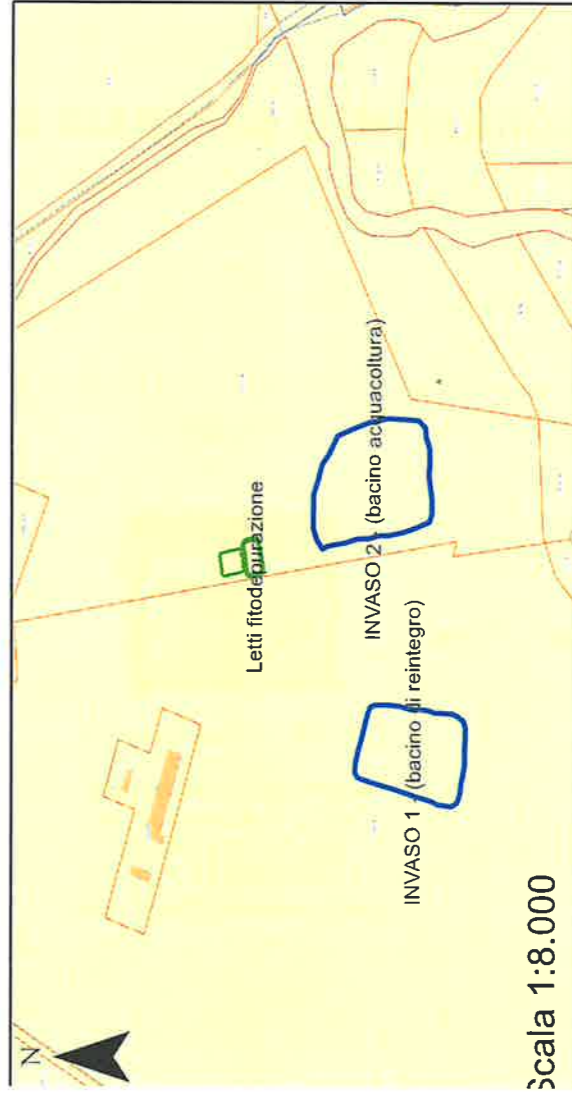 N
Letti fitodepurazione
INVASO 2 - (bacino acquacoltura)
INVASO 1 - (bacino di reintegro)
Scala 1:8.000